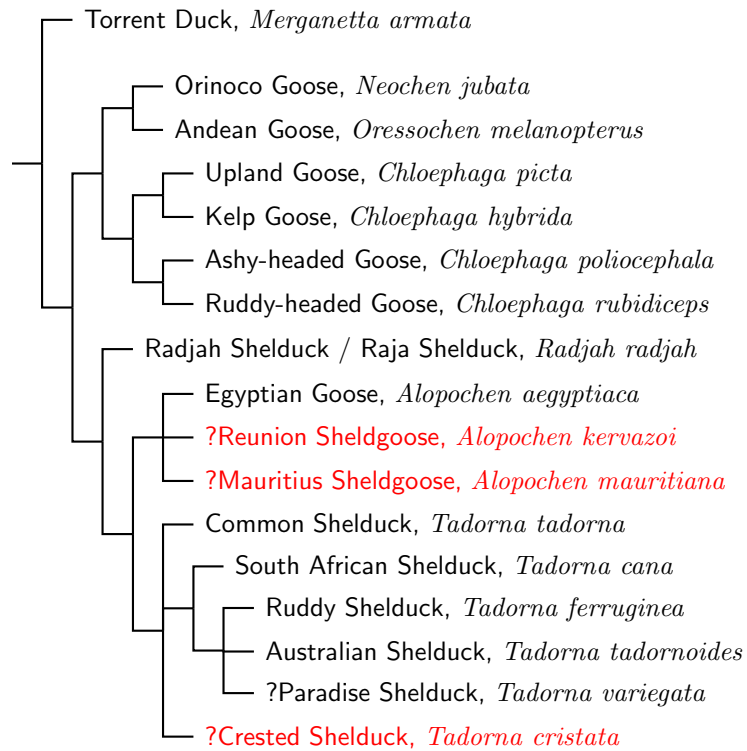 Torrent Duck, Merganetta armata
Orinoco Goose, Neochen jubata
Andean Goose, Oressochen melanopterus
Upland Goose, Chloephaga picta
Kelp Goose, Chloephaga hybrida
Ashy-headed Goose, Chloephaga poliocephala
Ruddy-headed Goose, Chloephaga rubidiceps
Radjah Shelduck / Raja Shelduck, Radjah radjah
Egyptian Goose, Alopochen aegyptiaca
?Reunion Sheldgoose, Alopochen kervazoi
?Mauritius Sheldgoose, Alopochen mauritiana
Common Shelduck, Tadorna tadorna
South African Shelduck, Tadorna cana
Ruddy Shelduck, Tadorna ferruginea
Australian Shelduck, Tadorna tadornoides
?Paradise Shelduck, Tadorna variegata
?Crested Shelduck, Tadorna cristata